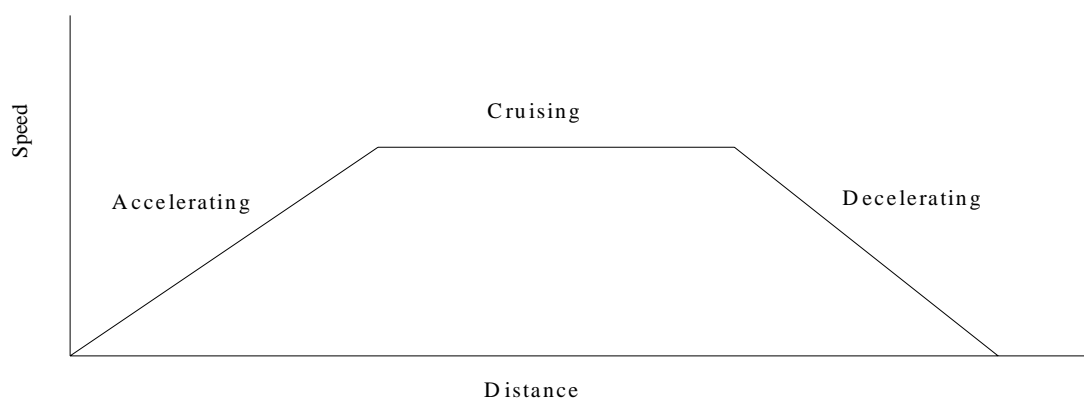 Speed
Cruising
Accelerating
Decelerating
Distance